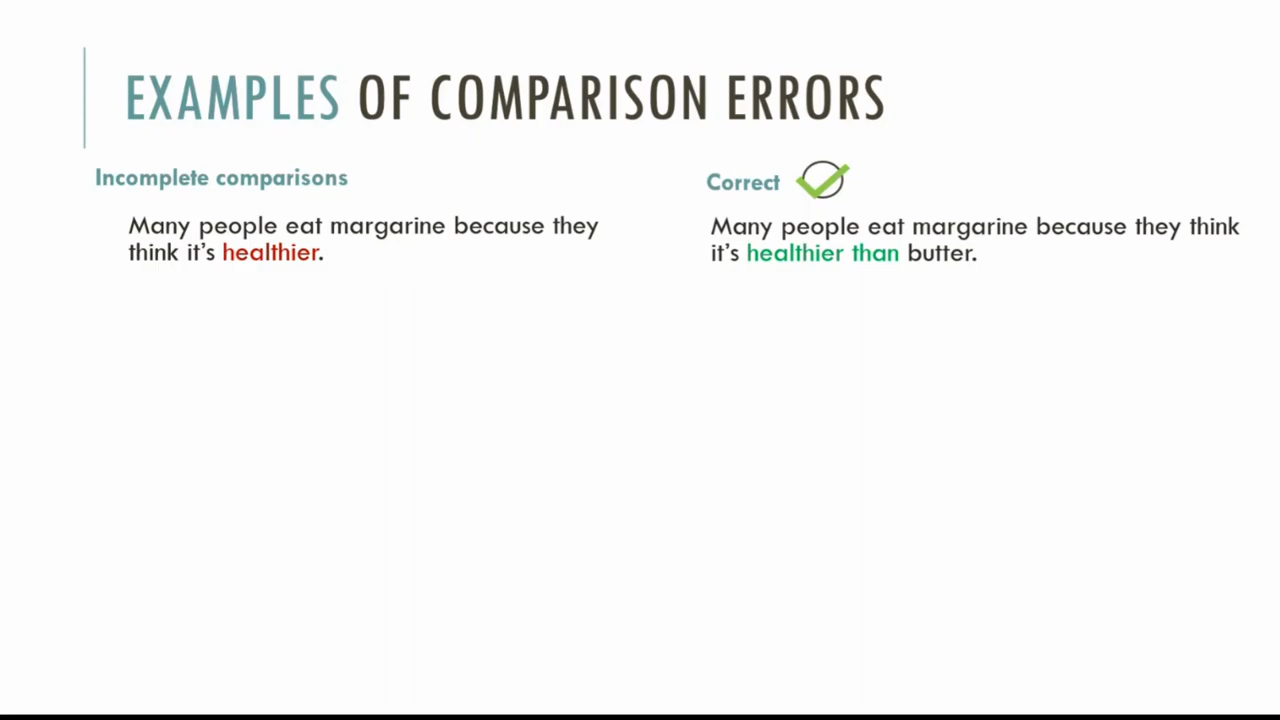 EXAMPLES OF COMPARISON ERRORS
Incomplete comparisons
Many people eat margarine because they
think it's healthier.
Correct
Many people eat margarine because they think
it's healthier than butter.